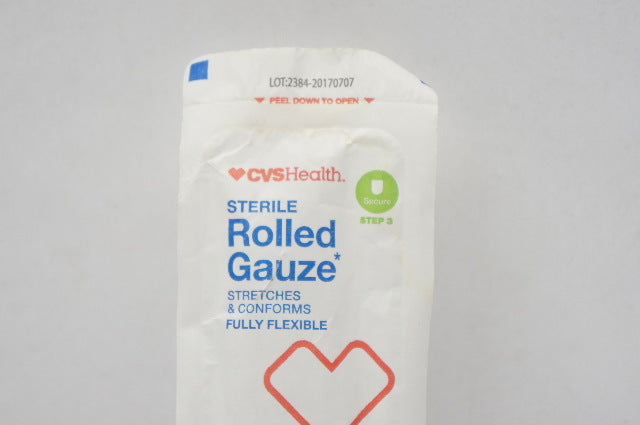 LOT:2384-20170707
PEEL DOWN TO OPEN
CVSHealth.
Secure
STEP 3
STERILE
Rolled
Gauze*
STRETCHES
& CONFORMS
FULLY FLEXIBLE